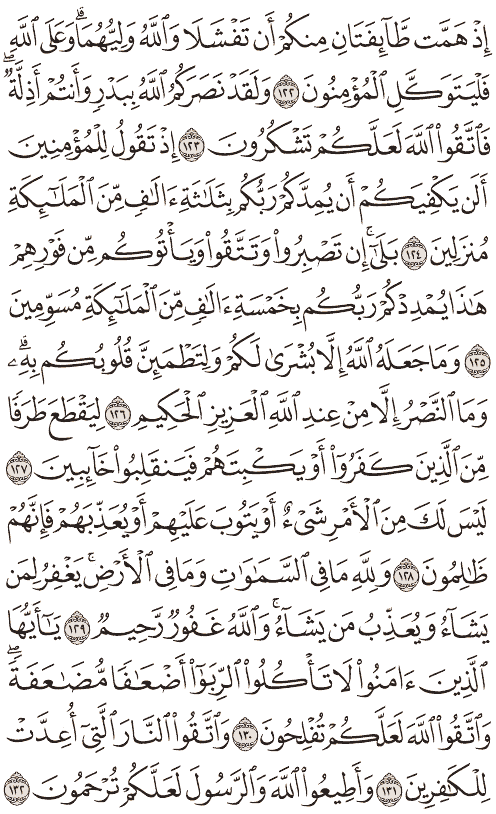 إِذْ هَمَّت طَّآئِفَتَانِ مِنكُمْ أَن تَفْشَلَا وَٱللَّهُ وَلِيُّهُمَا ۗ وَعَلَى ٱللَّهِ
فَلْيَتَوَكَّلِ ٱلْمُؤْمِنُونَ ١٢٢ وَلَقَدْ نَصَرَكُمُ ٱللَّهُ بِبَدْرٍ وَأَنتُمْ أَذِلَّةٌ ۖ
فَٱتَّقُوا۟ ٱللَّهَ لَعَلَّكُمْ تَشْكُرُونَ ١٢٣ إِذْ تَقُولُ لِلْمُؤْمِنِينَ
أَلَن يَكْفِيَكُمْ أَن يُمِدَّكُمْ رَبُّكُم بِثَلَـٰثَةِ ءَالَـٰفٍ مِّنَ ٱلْمَلَـٰٓئِكَةِ
مُنزَلِينَ ١٢٤ بَلَىٰٓ ۚ إِن تَصْبِرُوا۟ وَتَتَّقُوا۟ وَيَأْتُوكُم مِّن فَوْرِهِمْ
هَـٰذَا يُمْدِدْكُمْ رَبُّكُم بِخَمْسَةِ ءَالَـٰفٍ مِّنَ ٱلْمَلَـٰٓئِكَةِ مُسَوِّمِينَ
١٢٥ وَمَا جَعَلَهُ ٱللَّهُ إِلَّا بُشْرَىٰ لَكُمْ وَلِتَطْمَئِنَّ قُلُوبُكُم بِهِۦ ۗ
وَمَا ٱلنَّصْرُ إِلَّا مِنْ عِندِ ٱللَّهِ ٱلْعَزِيزِ ٱلْحَكِيمِ ١٢٦ لِيَقْطَعَ طَرَفًا
مِّنَ ٱلَّذِينَ كَفَرُوٓا۟ أَوْ يَكْبِتَهُمْ فَيَنقَلِبُوا۟ خَآئِبِينَ ١٢٧
لَيْسَ لَكَ مِنَ ٱلْأَمْرِ شَىْءٌ أَوْ يَتُوبَ عَلَيْهِمْ أَوْ يُعَذِّبَهُمْ فَإِنَّهُمْ
ظَـٰلِمُونَ ١٢٨ وَلِلَّهِ مَا فِى ٱلسَّمَـٰوَٰتِ وَمَا فِى ٱلْأَرْضِ ۚ يَغْفِرُ لِمَن
يَشَآءُ وَيُعَذِّبُ مَن يَشَآءُ ۚ وَٱللَّهُ غَفُورٌ رَّحِيمٌ ١٢٩ يَـٰٓأَيُّهَا
ٱلَّذِينَ ءَامَنُوا۟ لَا تَأْكُلُوا۟ ٱلرِّبَوٰٓا۟ أَضْعَـٰفًا مُّضَـٰعَفَةً ۖ
وَٱتَّقُوا۟ ٱللَّهَ لَعَلَّكُمْ تُفْلِحُونَ ١٣٠ وَٱتَّقُوا۟ ٱلنَّارَ ٱلَّتِىٓ أُعِدَّتْ
لِلْكَـٰفِرِينَ ١٣١ وَأَطِيعُوا۟ ٱللَّهَ وَٱلرَّسُولَ لَعَلَّكُمْ تُرْحَمُونَ ١٣٢